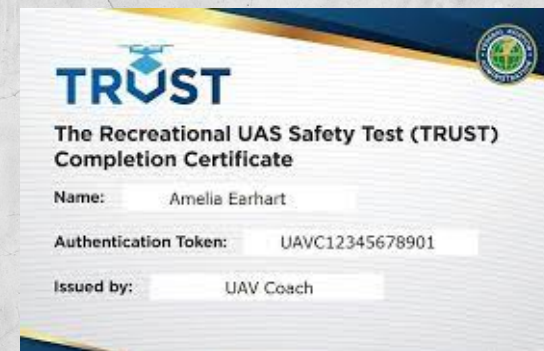 TRUST
The Recreational UAS Safety Test (TRUST)
Completion Certificate
Name: Amelia Earhart
Authentication Token: UAVC12345678901
Issued by: UAV Coach